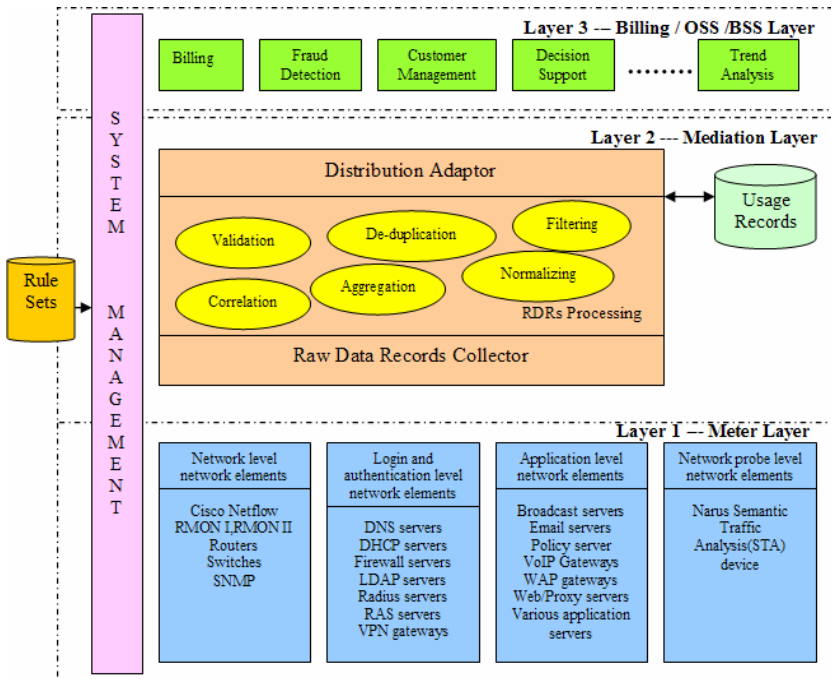 Layer 3 --- Billing / OSS /BSS Layer
Billing
Fraud
Detection
Customer
Management
Decision
Support
Trend
Analysis
S
Y
S
T
E
M
M
A
N
A
G
E
M
E
N
T
Rule
Sets
Layer 2 --- Mediation Layer
Distribution Adaptor
Validation
De-duplication
Filtering
Correlation
Aggregation
Normalizing
RDRs Processing
Raw Data Records Collector
Usage
Records
Layer 1 --- Meter Layer
Network level
network elements
Cisco Netflow
RMON I,RMON II
Routers
Switches
SNMP
Login and
authentication level
network elements
DNS servers
DHCP servers
Firewall servers
LDAP servers
Radius servers
RAS servers
VPN gateways
Application level
network elements
Broadcast servers
Email servers
Policy server
VoIP Gateways
WAP gateways
Web/Proxy servers
Various application
servers
Network probe level
network elements
Narus Semantic
Traffic
Analysis(STA)
device